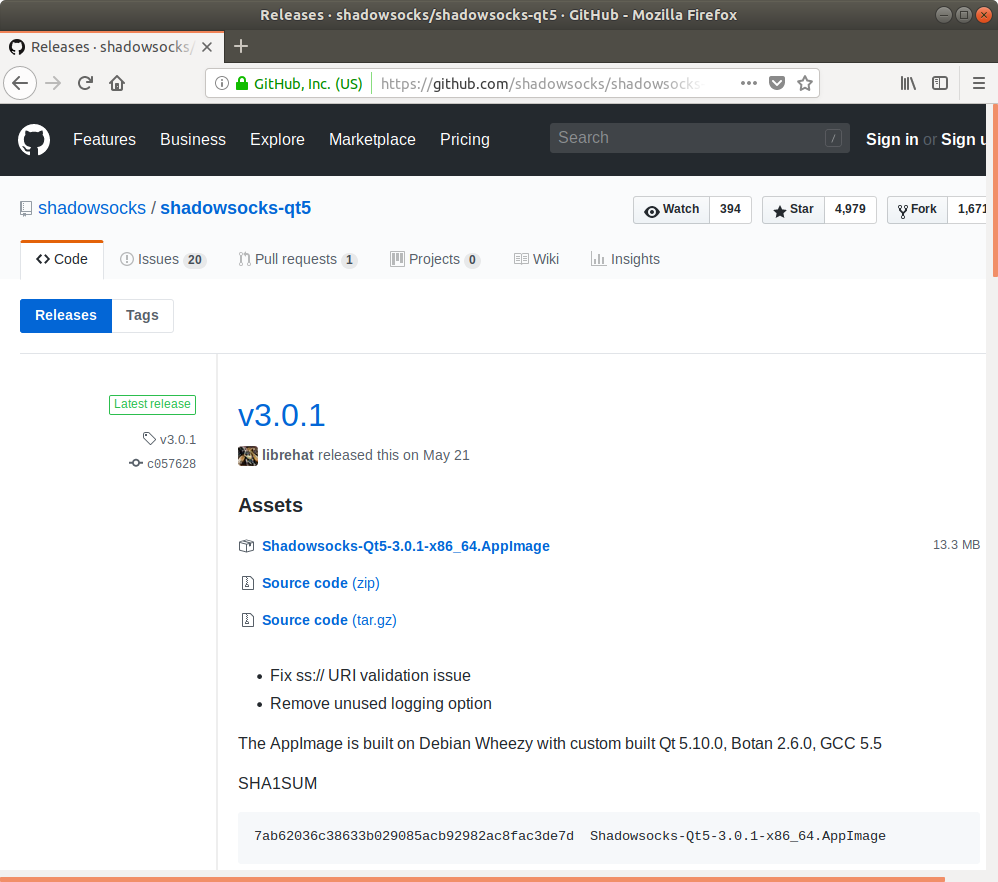 Releases · shadowsocks/shadowsocks-qt5 · GitHub - Mozilla Firefox
Releases · shadowsocks/
GitHub, Inc. (US) https://github.com/shadowsocks/shadowsocks
Features Business Explore Marketplace Pricing Search / Sign in or Sign u
shadowsocks / shadowsocks-qt5 Watch 394 Star 4,979 Fork 1,671
Code Issues 20 Pull requests 1 Projects 0 Wiki Insights
Releases Tags
Latest release
v3.0.1
c057628
v3.0.1
librehat released this on May 21
Assets
Shadowsocks-Qt5-3.0.1-x86_64.AppImage 13.3 MB
Source code (zip)
Source code (tar.gz)
• Fix ss:// URI validation issue
• Remove unused logging option
The AppImage is built on Debian Wheezy with custom built Qt 5.10.0, Botan 2.6.0, GCC 5.5
SHA1SUM
7ab62036c38633b029085acb92982ac8fac3de7d  Shadowsocks-Qt5-3.0.1-x86_64.AppImage